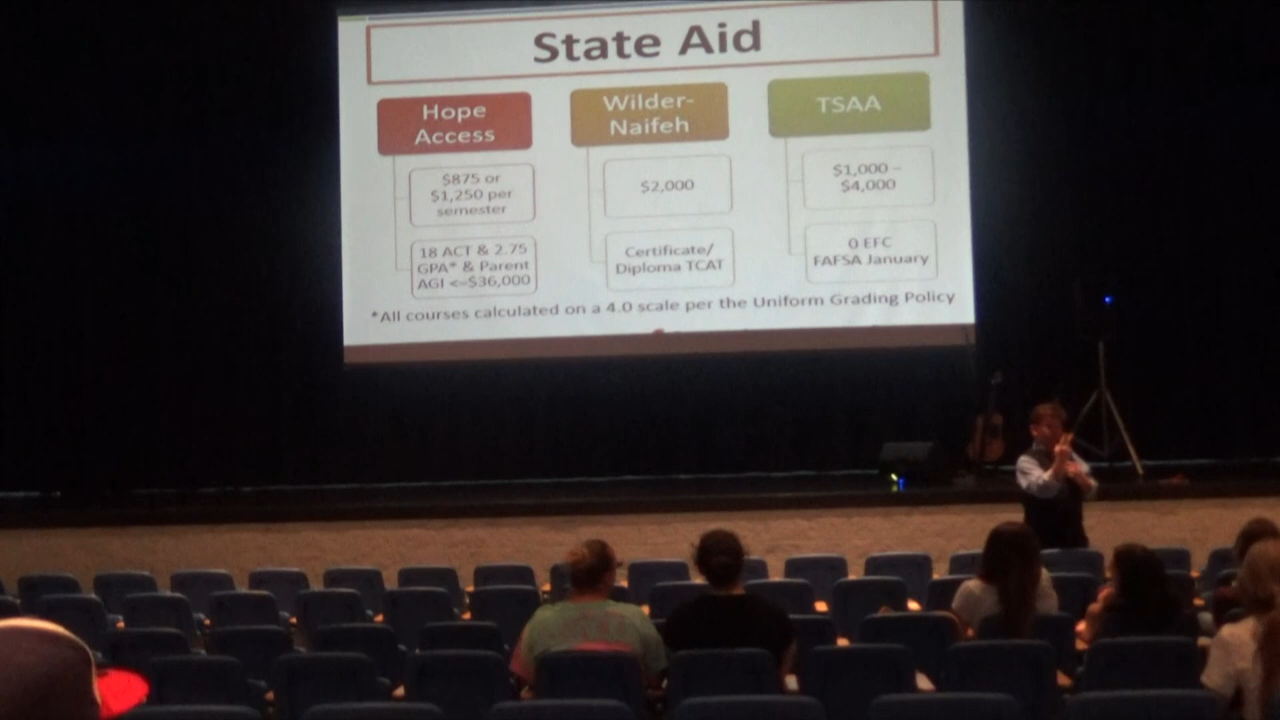 State Aid
Hope
Access
$875 or
$1,250 per
semester
18 ACT & 2.75
GPA* & Parent
AGI <=$36,000
Wilder-
Naifeh
$2,000
Certificate/
Diploma TCAT
TSAA
$1,000 –
$4,000
0 EFC
FAFSA January
*All courses calculated on a 4.0 scale per the Uniform Grading Policy